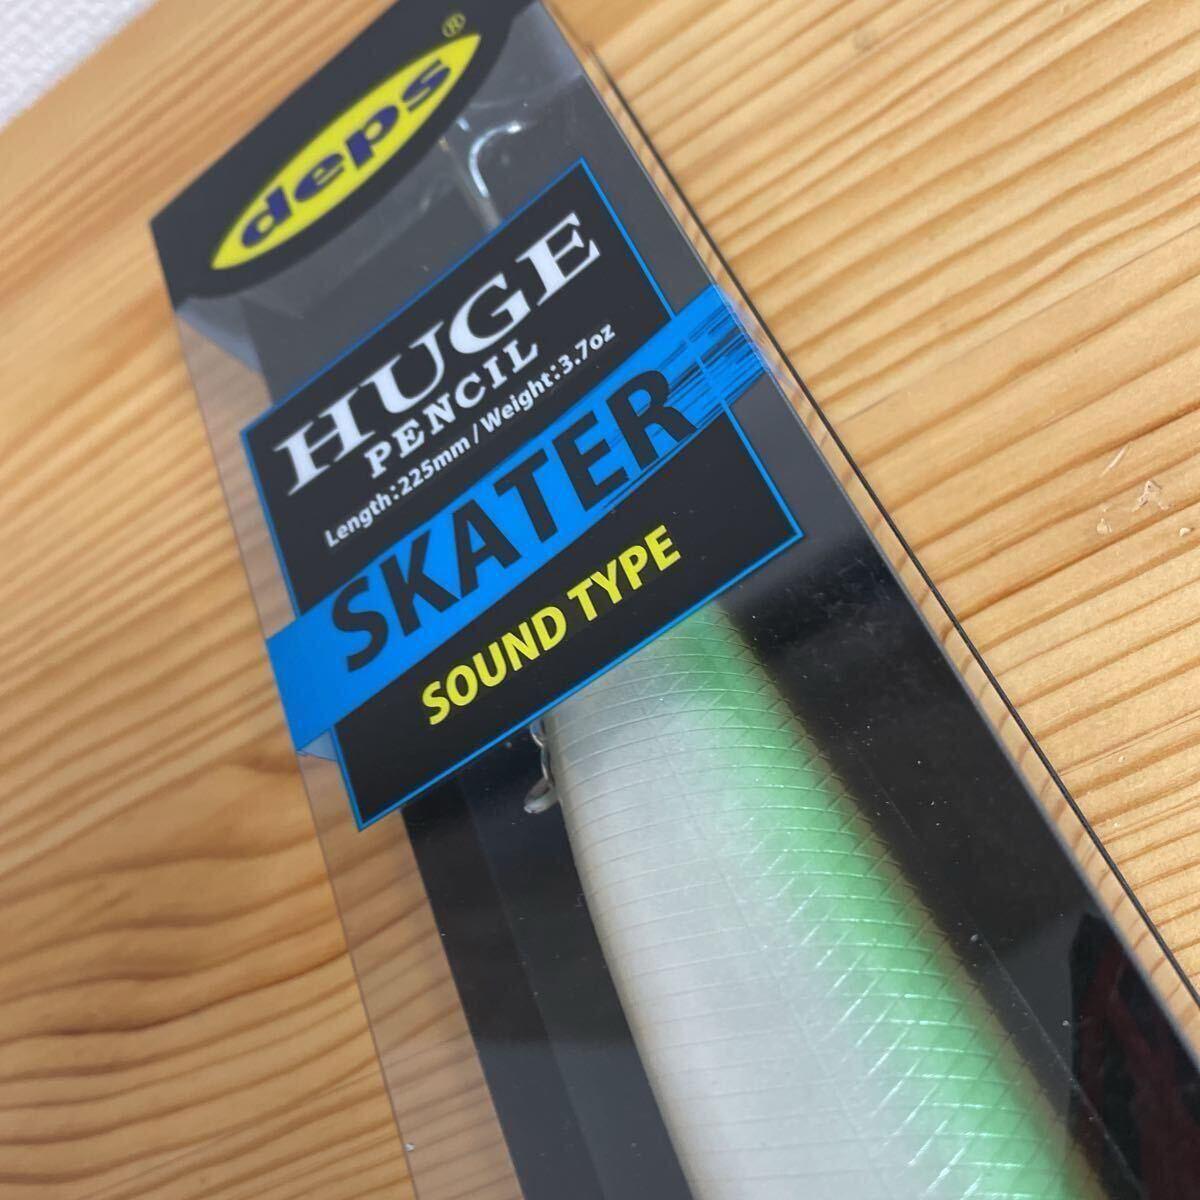 deps®
HUGE
PENCIL
Length:225mm/Weight:3.7oz
SKATER
SOUND TYPE